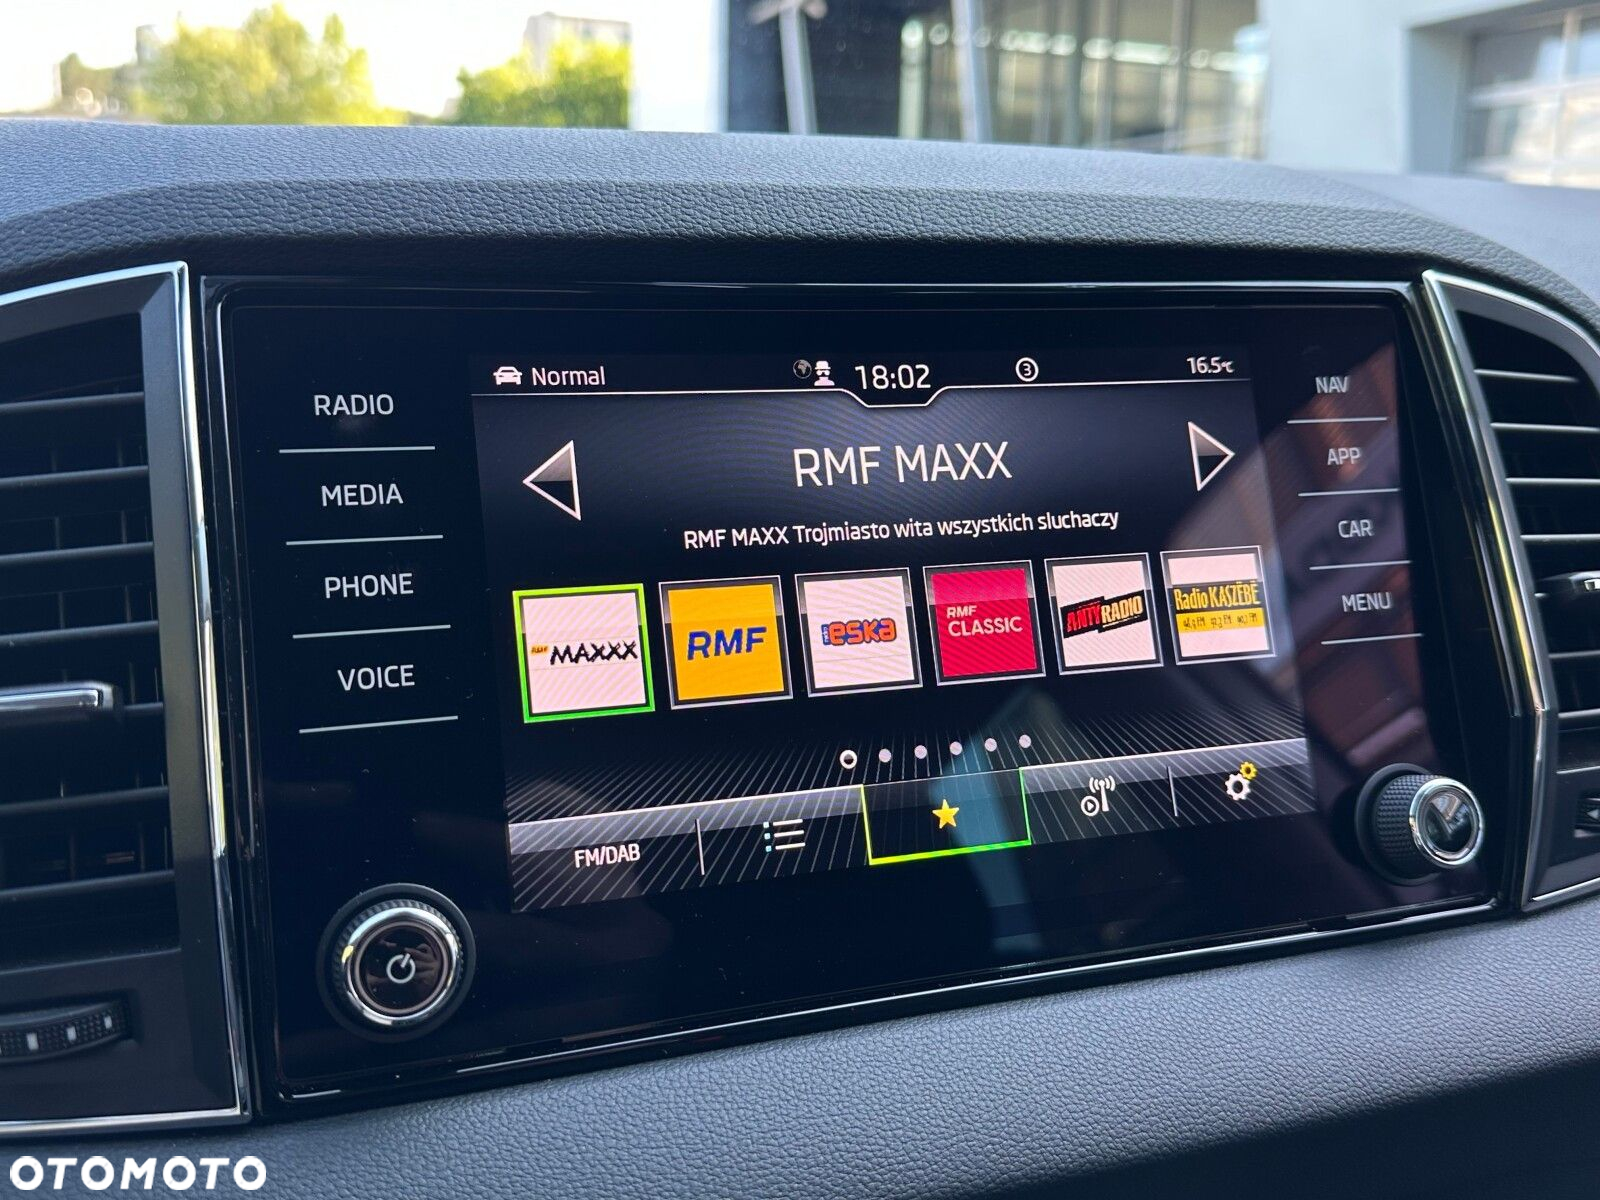 Normal
18:02
3
16.5°C
RADIO
MEDIA
PHONE
VOICE
NAV
APP
CAR
MENU
RMF MAXX
RMF MAXX Trojmiasto wita wszystkich sluchaczy
RMF MAXXX
RMF
eska
RMF
CLASSIC
ANTYRADIO
Radio KASZËBË
FM/DAB
OTOMOTO